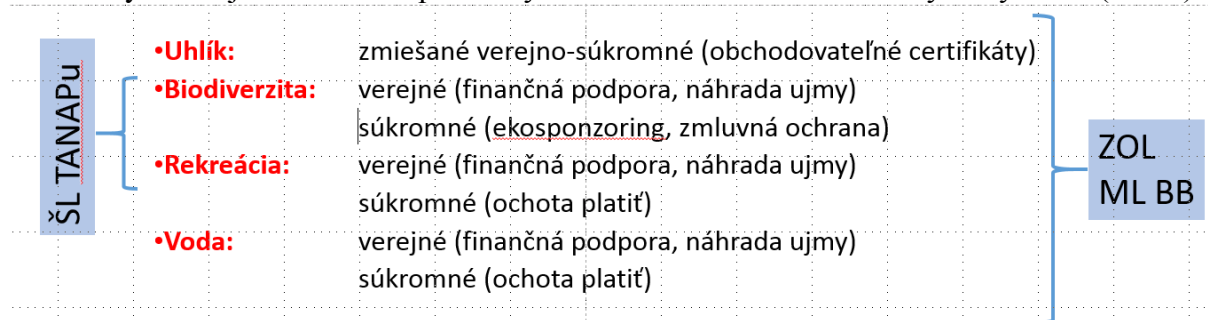 ŠL TANAPu
•Uhlík: zmiešané verejno-súkromné (obchodovateľné certifikáty)
•Biodiverzita: verejné (finančná podpora, náhrada ujmy)
súkromné (ekosponzoring, zmluvná ochrana)
•Rekreácia: verejné (finančná podpora, náhrada ujmy)
súkromné (ochota platiť)
•Voda: verejné (finančná podpora, náhrada ujmy)
súkromné (ochota platiť)
ZOL
ML BB